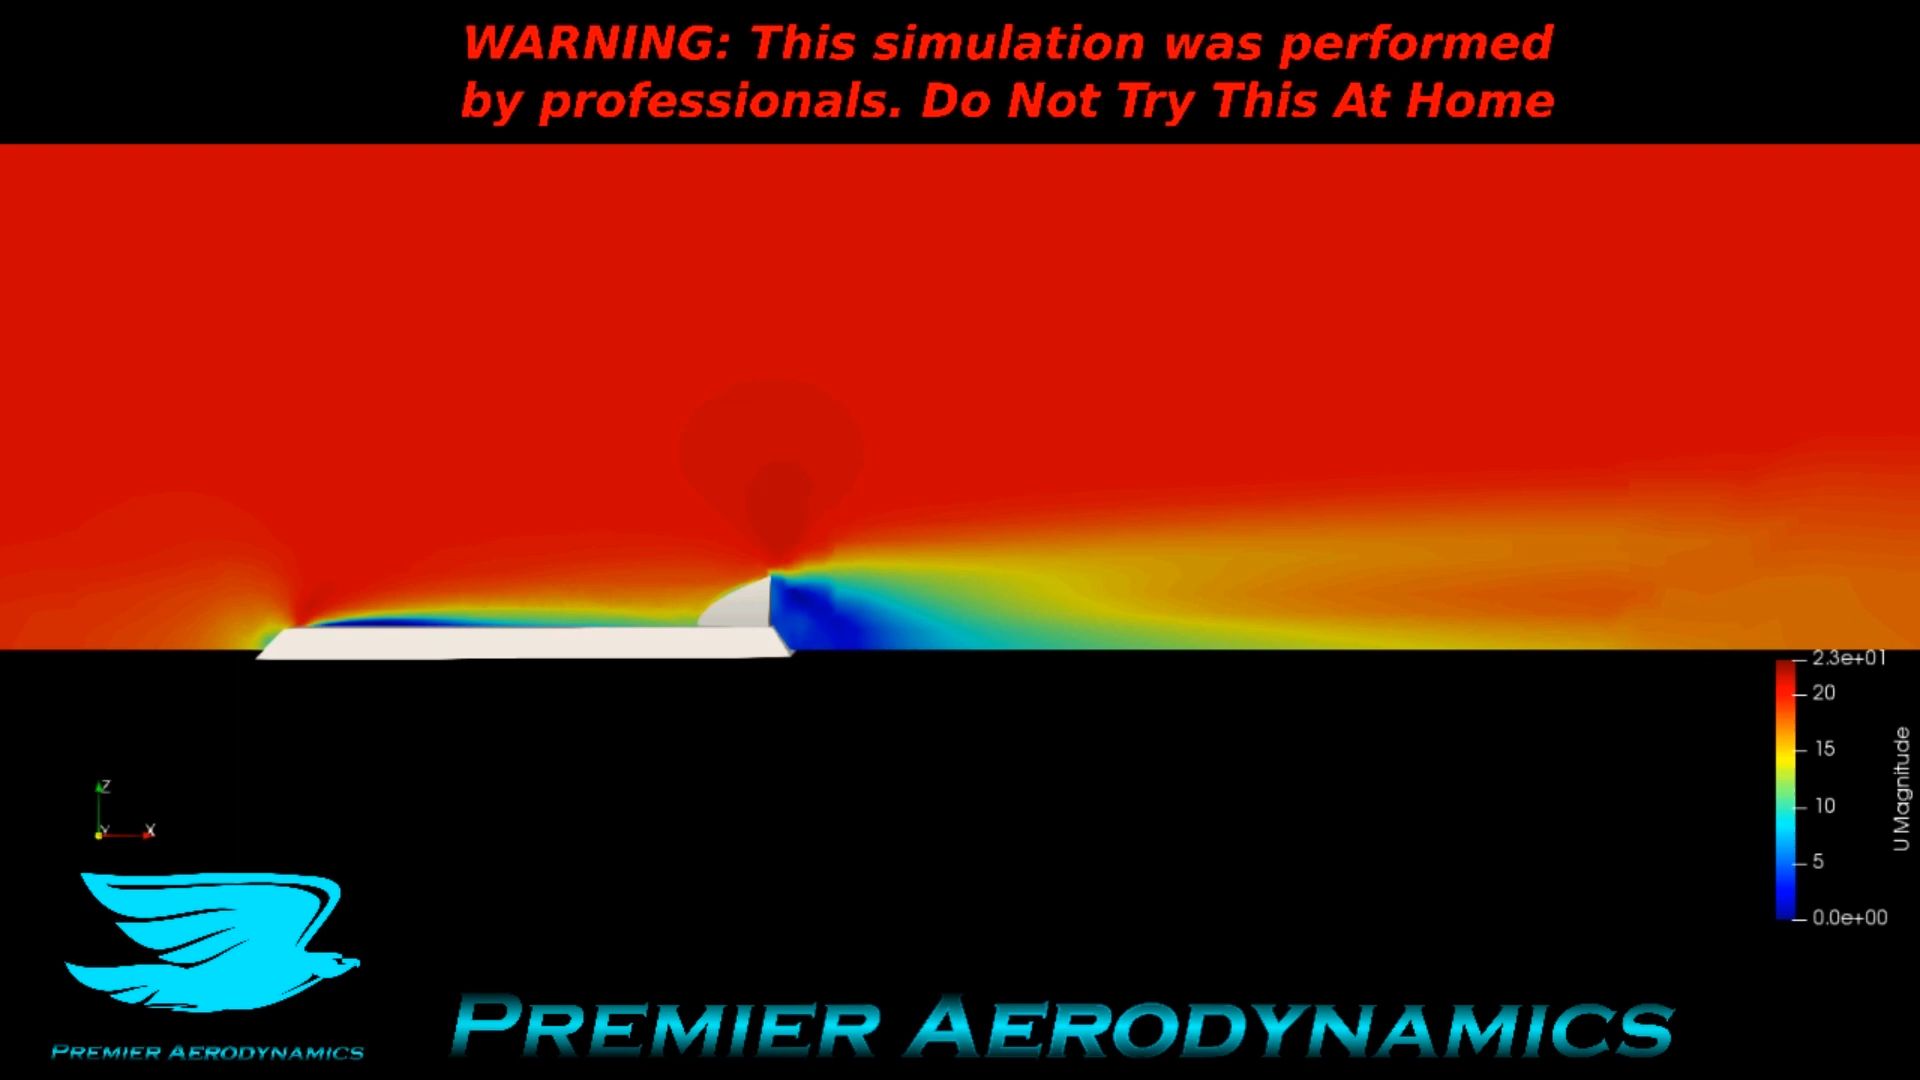 WARNING: This simulation was performed
by professionals. Do Not Try This At Home
2.3e+01
20
15
10
5
0.0e+00
U Magnitude
Z
Y
X
PREMIER AERODYNAMICS
PREMIER AERODYNAMICS